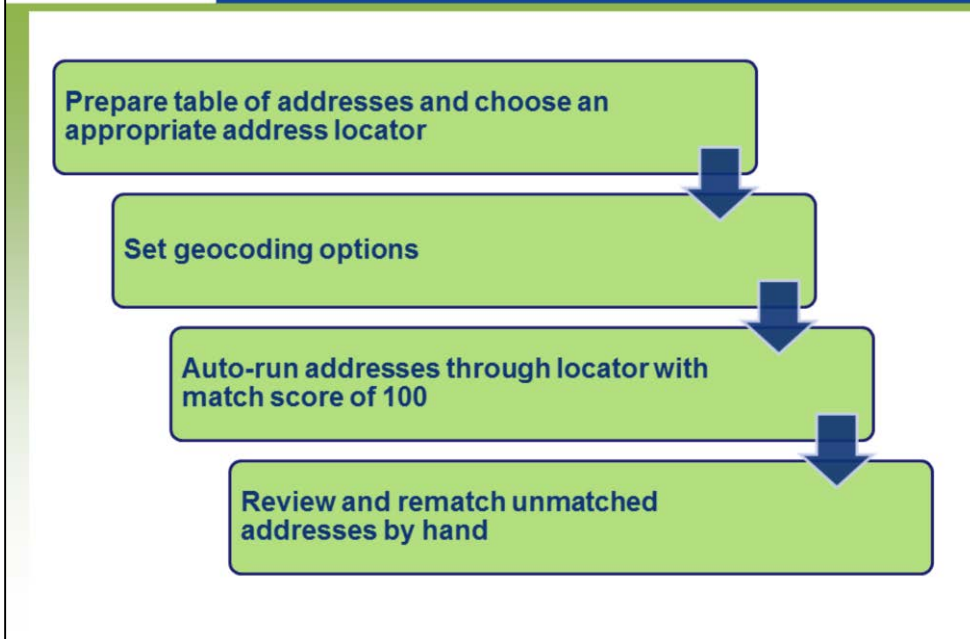 Prepare table of addresses and choose an
appropriate address locator
Set geocoding options
Auto-run addresses through locator with
match score of 100
Review and rematch unmatched
addresses by hand